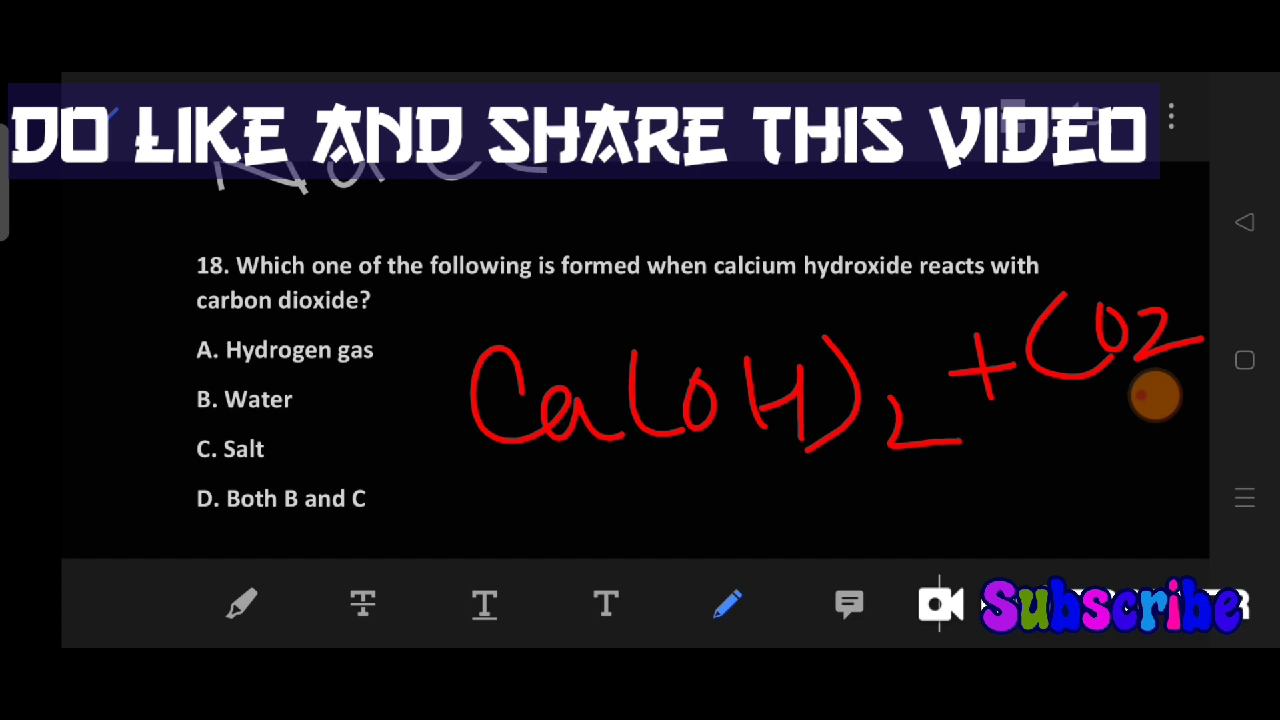 DO LIKE AND SHARE THIS VIDEO
18. Which one of the following is formed when calcium hydroxide reacts with
carbon dioxide?
A. Hydrogen gas
B. Water
C. Salt
D. Both B and C
Ca(OH)2 + CO2
T T T
Subscribe